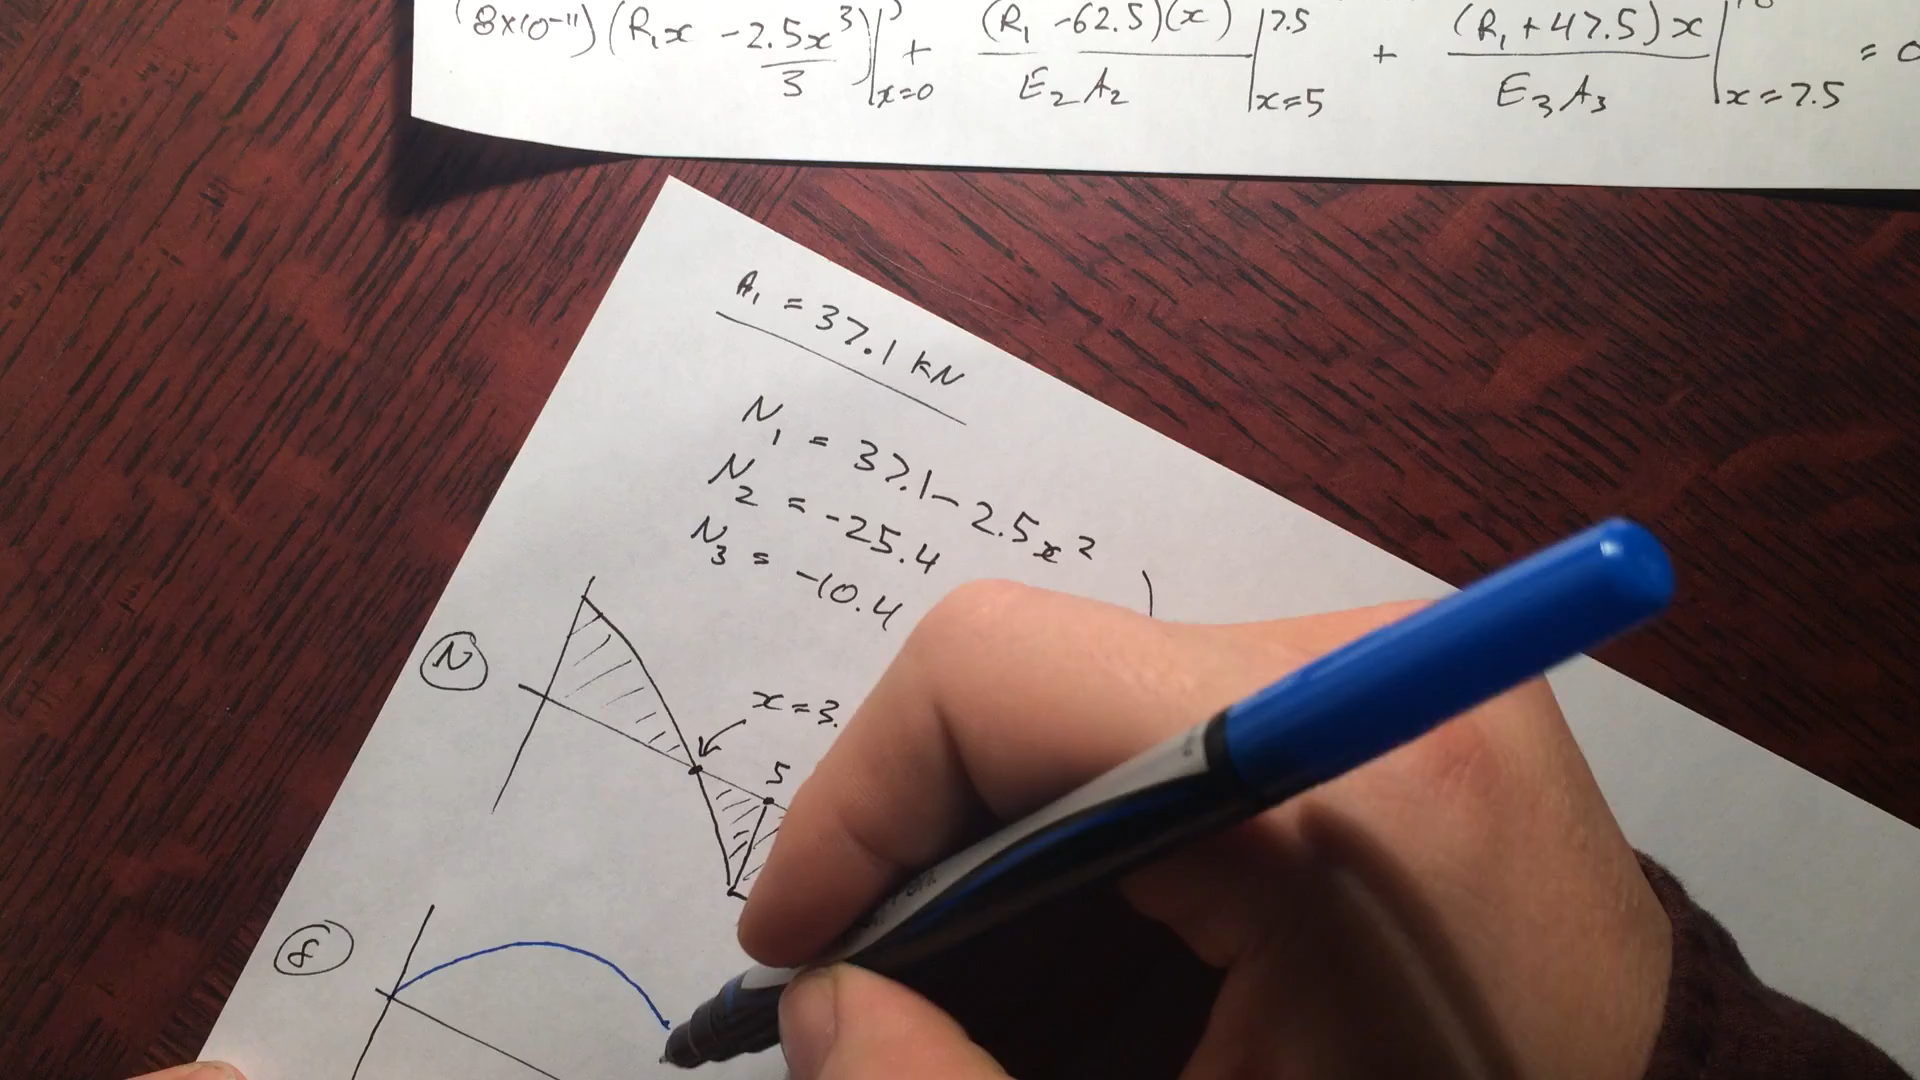 (8×10⁻¹¹)(R₁x - 2.5x³/3)|x=0 + (R₁ - 62.5)(x)/E₂A₂ |x=5 7.5 + (R₁ + 47.5)x/E₃A₃ |x=7.5 = 0
R₁ = 37.1 kN
N₁ = 37.1 - 2.5x²
N₂ = -25.4
N₃ = -10.4
N
x=3.
5
δ